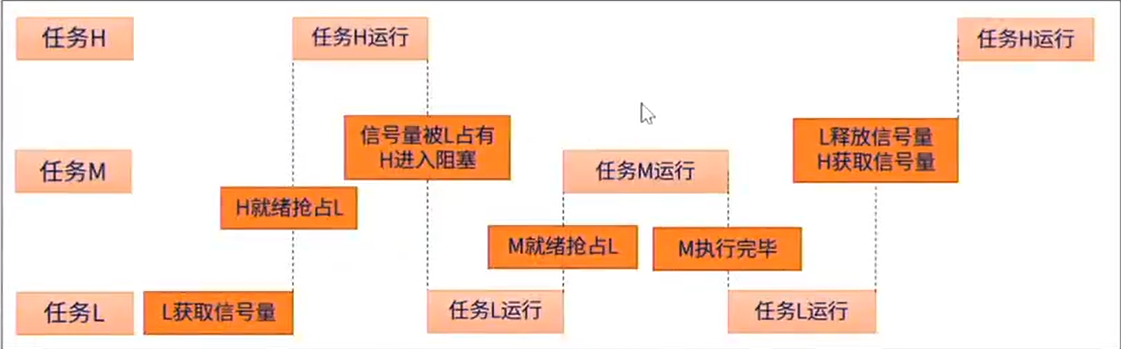 任务H
任务H运行
任务H运行
信号量被L占有
H进入阻塞
L释放信号量
H获取信号量
任务M
任务M运行
H就绪抢占L
M就绪抢占L
M执行完毕
任务L
L获取信号量
任务L运行
任务L运行